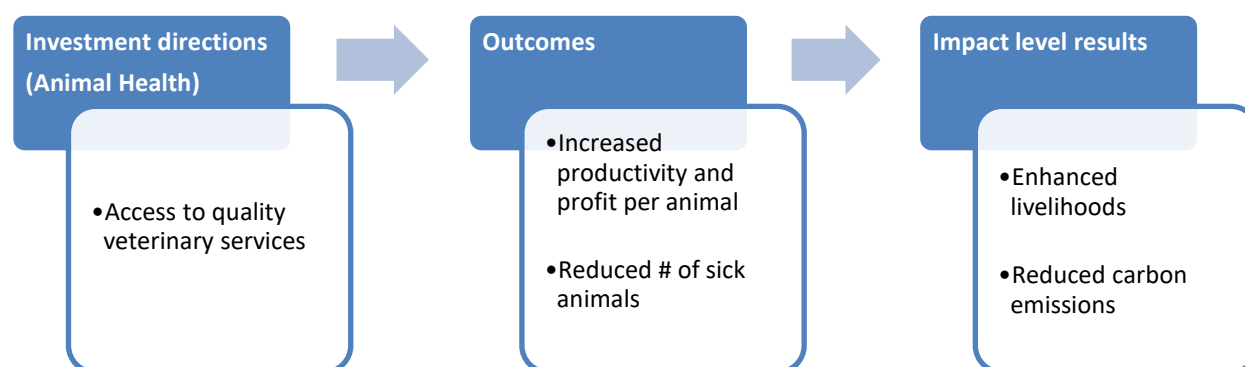 Investment directions
(Animal Health)
•Access to quality
veterinary services
Outcomes
•Increased
productivity and
profit per animal
•Reduced # of sick
animals
Impact level results
•Enhanced
livelihoods
•Reduced carbon
emissions